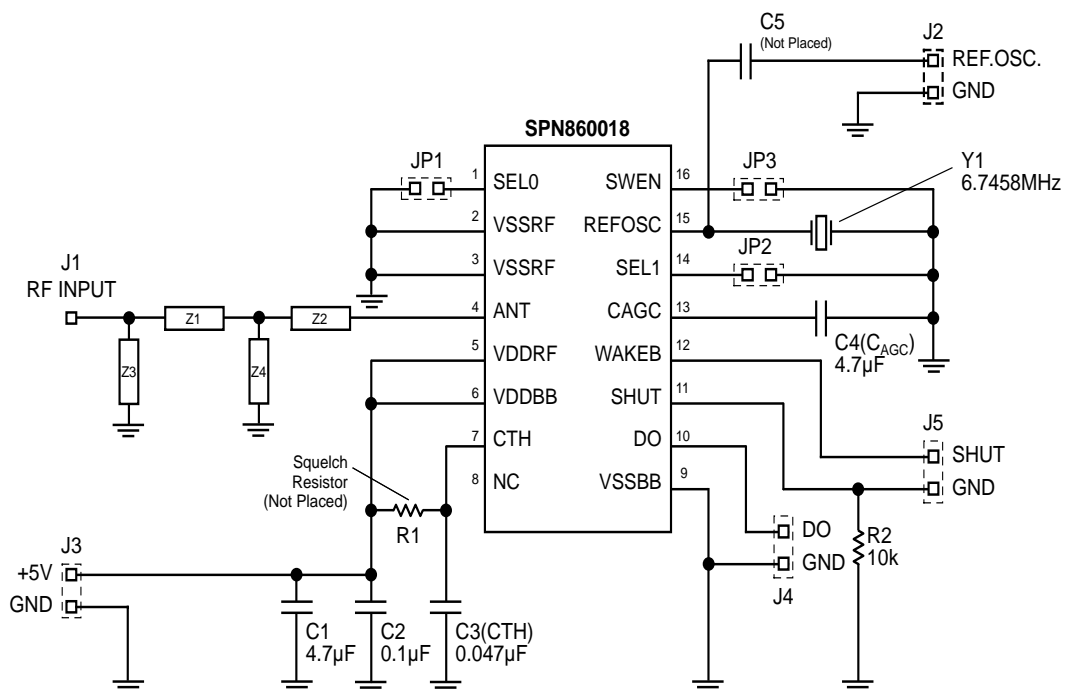 C5
(Not Placed)
J2
REF.OSC.
GND
SPN860018
JP1
JP3
Y1
6.7458MHz
1 SEL0 SWEN 16
2 VSSRF REFOSC 15
JP2
3 VSSRF SEL1 14
J1
RF INPUT
4 ANT CAGC 13
Z1
Z2
Z3
Z4
C4(CAGC)
4.7µF
5 VDDRF WAKEB 12
6 VDDBB SHUT 11
7 CTH DO 10
8 NC VSSBB 9
J5
SHUT
GND
Squelch
Resistor
(Not Placed)
R1
DO
GND
J4
R2
10k
J3
+5V
GND
C1
4.7µF
C2
0.1µF
C3(CTH)
0.047µF